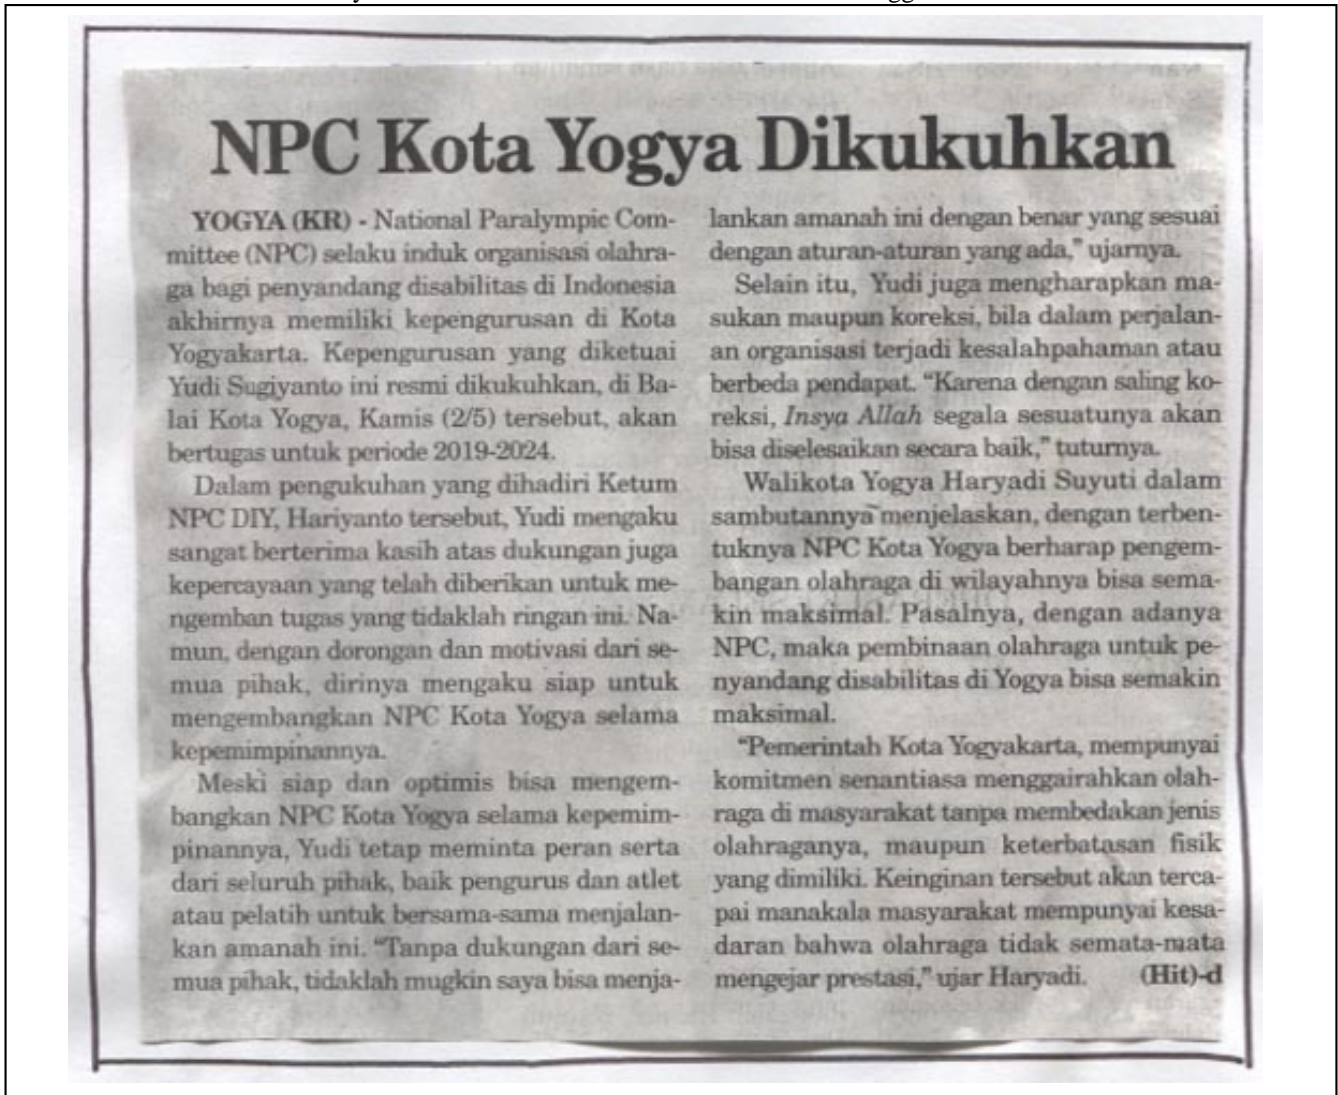 NPC Kota Yogya Dikukuhkan
YOGYA (KR) - National Paralympic Com-
mittee (NPC) selaku induk organisasi olahra-
ga bagi penyandang disabilitas di Indonesia
akhirnya memiliki kepengurusan di Kota
Yogyakarta. Kepengurusan yang diketuai
Yudi Sugiyanto ini resmi dikukuhkan, di Ba-
lai Kota Yogya, Kamis (2/5) tersebut, akan
bertugas untuk periode 2019-2024.
Dalam pengukuhan yang dihadiri Ketum
NPC DIY, Hariyanto tersebut, Yudi mengaku
sangat berterima kasih atas dukungan juga
kepercayaan yang telah diberikan untuk me-
ngemban tugas yang tidaklah ringan ini. Na-
mun, dengan dorongan dan motivasi dari se-
mua pihak, dirinya mengaku siap untuk
mengembangkan NPC Kota Yogya selama
kepemimpinannya.
Meski siap dan optimis bisa mengem-
bangkan NPC Kota Yogya selama kepemim-
pinannya, Yudi tetap meminta peran serta
dari seluruh pihak, baik pengurus dan atlet
atau pelatih untuk bersama-sama menjalan-
kan amanah ini. "Tanpa dukungan dari se-
mua pihak, tidaklah mugkin saya bisa menja-
lankan amanah ini dengan benar yang sesuai
dengan aturan-aturan yang ada," ujarnya.
Selain itu, Yudi juga mengharapkan ma-
sukan maupun koreksi, bila dalam perjalan-
an organisasi terjadi kesalahpahaman atau
berbeda pendapat. "Karena dengan saling ko-
reksi, Insya Allah segala sesuatunya akan
bisa diselesaikan secara baik," tuturnya.
Walikota Yogya Haryadi Suyuti dalam
sambutannya menjelaskan, dengan terben-
tuknya NPC Kota Yogya berharap pengem-
bangan olahraga di wilayahnya bisa sema-
kin maksimal. Pasalnya, dengan adanya
NPC, maka pembinaan olahraga untuk pe-
nyandang disabilitas di Yogya bisa semakin
maksimal.
"Pemerintah Kota Yogyakarta, mempunyai
komitmen senantiasa menggairahkan olah-
raga di masyarakat tanpa membedakan jenis
olahraganya, maupun keterbatasan fisik
yang dimiliki. Keinginan tersebut akan terca-
pai manakala masyarakat mempunyai kesa-
daran bahwa olahraga tidak semata-mata
mengejar prestasi," ujar Haryadi. (Hit)-d